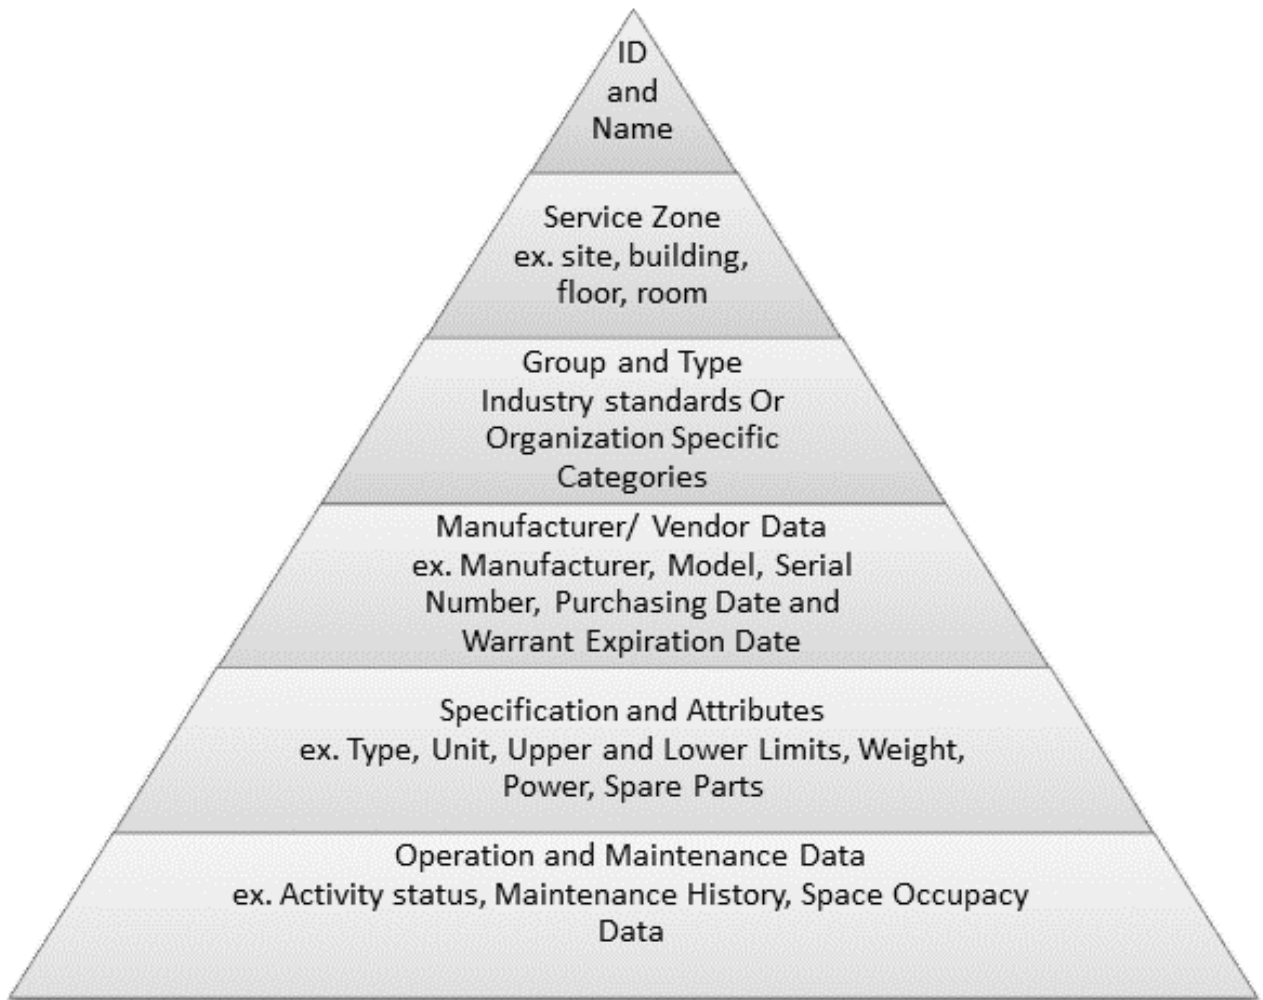 ID
and
Name
Service Zone
ex. site, building,
floor, room
Group and Type
Industry standards Or
Organization Specific
Categories
Manufacturer/ Vendor Data
ex. Manufacturer, Model, Serial
Number, Purchasing Date and
Warrant Expiration Date
Specification and Attributes
ex. Type, Unit, Upper and Lower Limits, Weight,
Power, Spare Parts
Operation and Maintenance Data
ex. Activity status, Maintenance History, Space Occupacy
Data